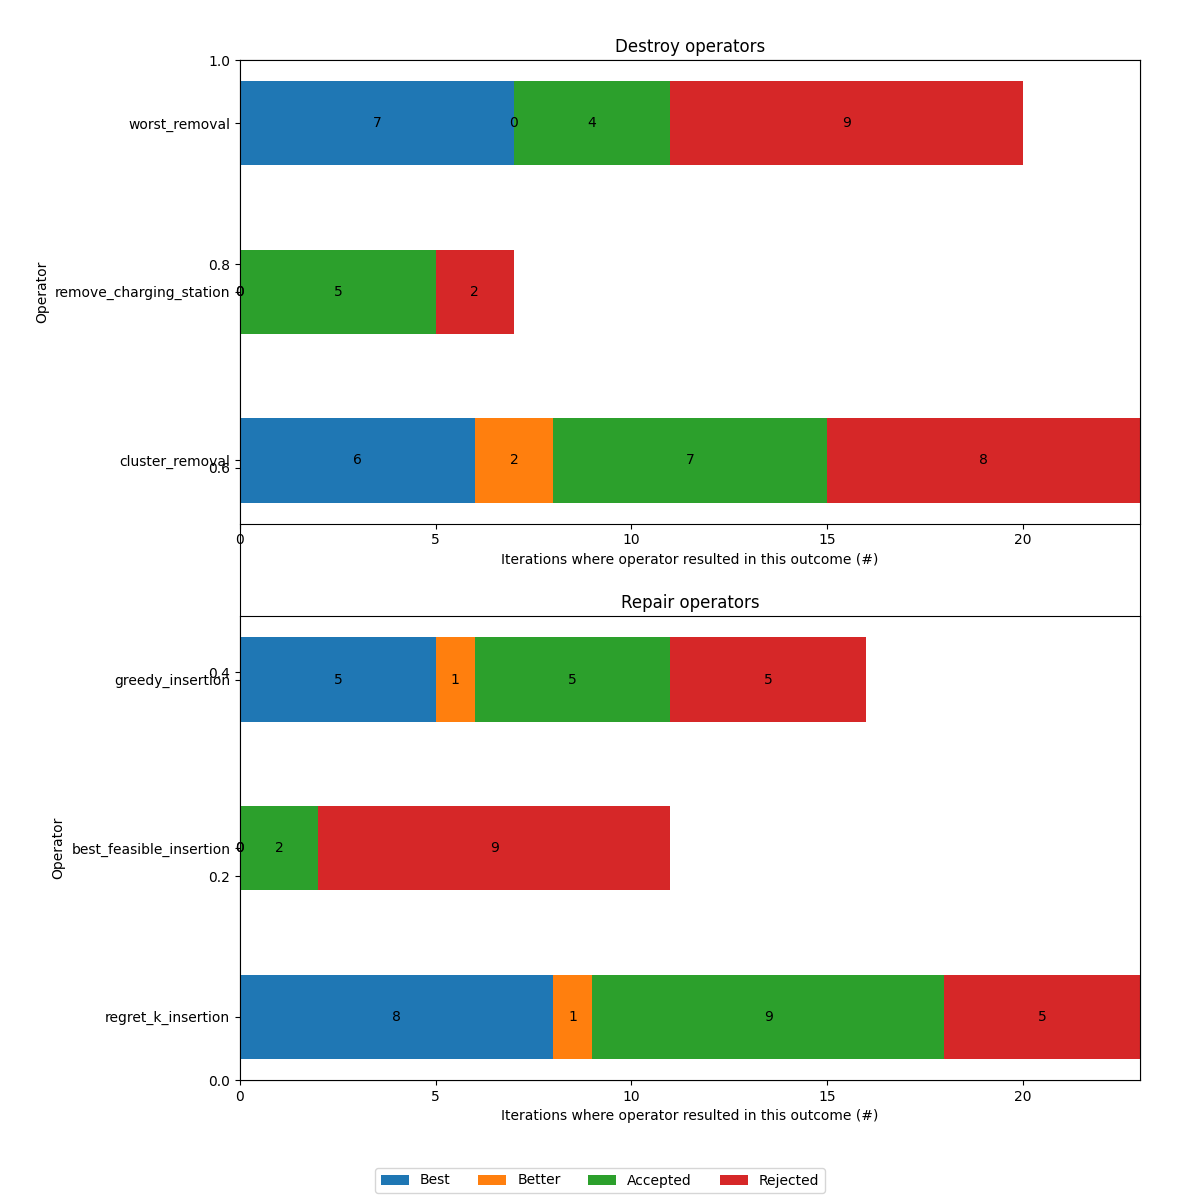 Destroy operators
1.0
worst_removal
7
0
4
9
0.8
Operator
remove_charging_station
0
5
2
cluster_removal
0.6
6
2
7
8
0 5 10 15 20
Iterations where operator resulted in this outcome (#)
Repair operators
0.4
greedy_insertion
5
1
5
5
Operator
best_feasible_insertion
0
2
9
0.2
regret_k_insertion
8
1
9
5
0.0
0 5 10 15 20
Iterations where operator resulted in this outcome (#)
Best Better Accepted Rejected